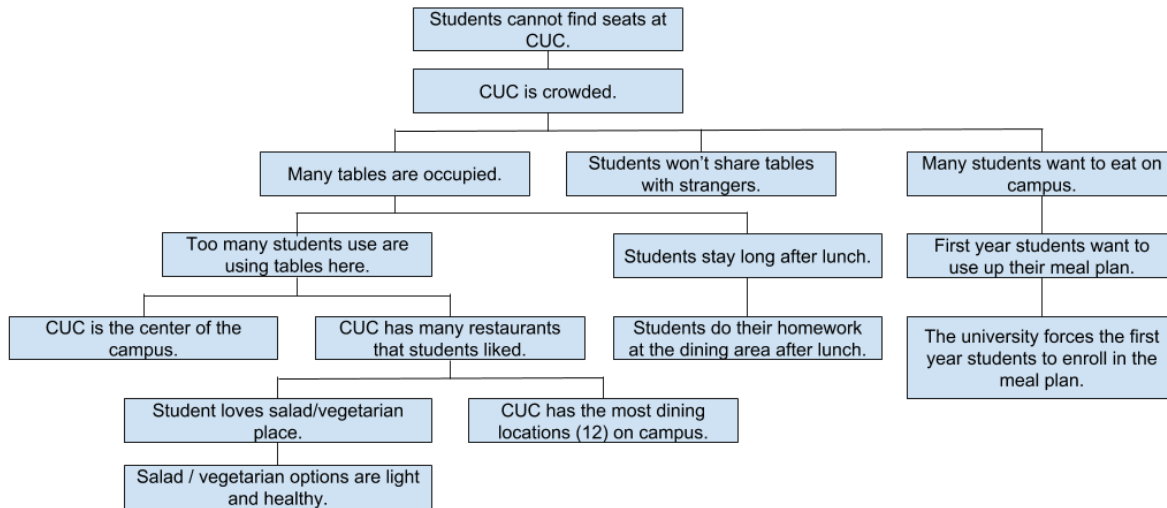 Students cannot find seats at
CUC.
CUC is crowded.
Many tables are occupied.
Students won't share tables
with strangers.
Many students want to eat on
campus.
Too many students use are
using tables here.
Students stay long after lunch.
First year students want to
use up their meal plan.
CUC is the center of the
campus.
CUC has many restaurants
that students liked.
Students do their homework
at the dining area after lunch.
The university forces the first
year students to enroll in the
meal plan.
Student loves salad/vegetarian
place.
CUC has the most dining
locations (12) on campus.
Salad / vegetarian options are light
and healthy.